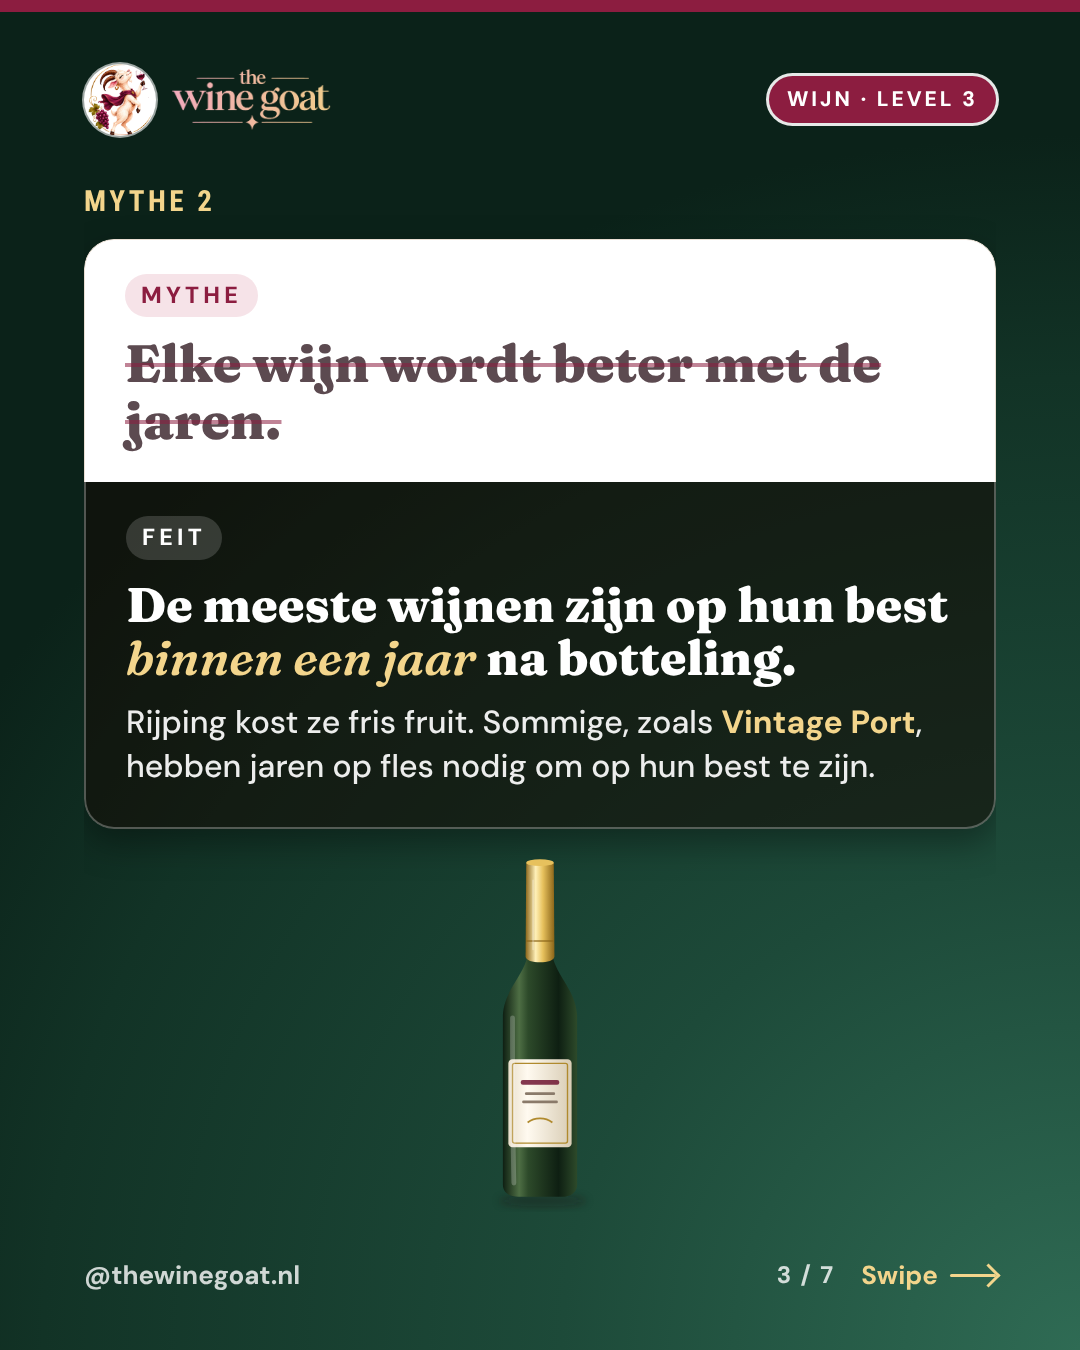 the
wine goat
WIJN · LEVEL 3
MYTHE 2
MYTHE
Elke wijn wordt beter met de
jaren.
FEIT
De meeste wijnen zijn op hun best
binnen een jaar na botteling.
Rijping kost ze fris fruit. Sommige, zoals Vintage Port,
hebben jaren op fles nodig om op hun best te zijn.
@thewinegoat.nl
3 / 7 Swipe